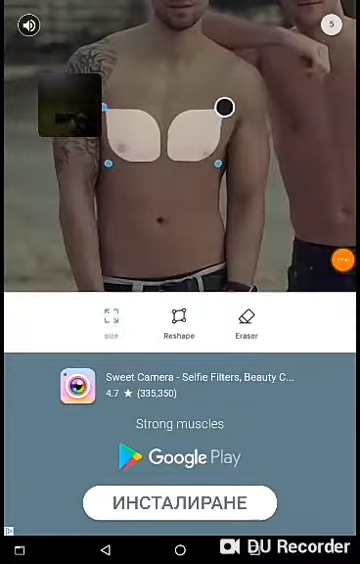 5
size
Reshape
Eraser
Sweet Camera - Selfie Filters, Beauty C...
4.7 ★ (335,350)
Strong muscles
Google Play
ИНСТАЛИРАНЕ
DU Recorder